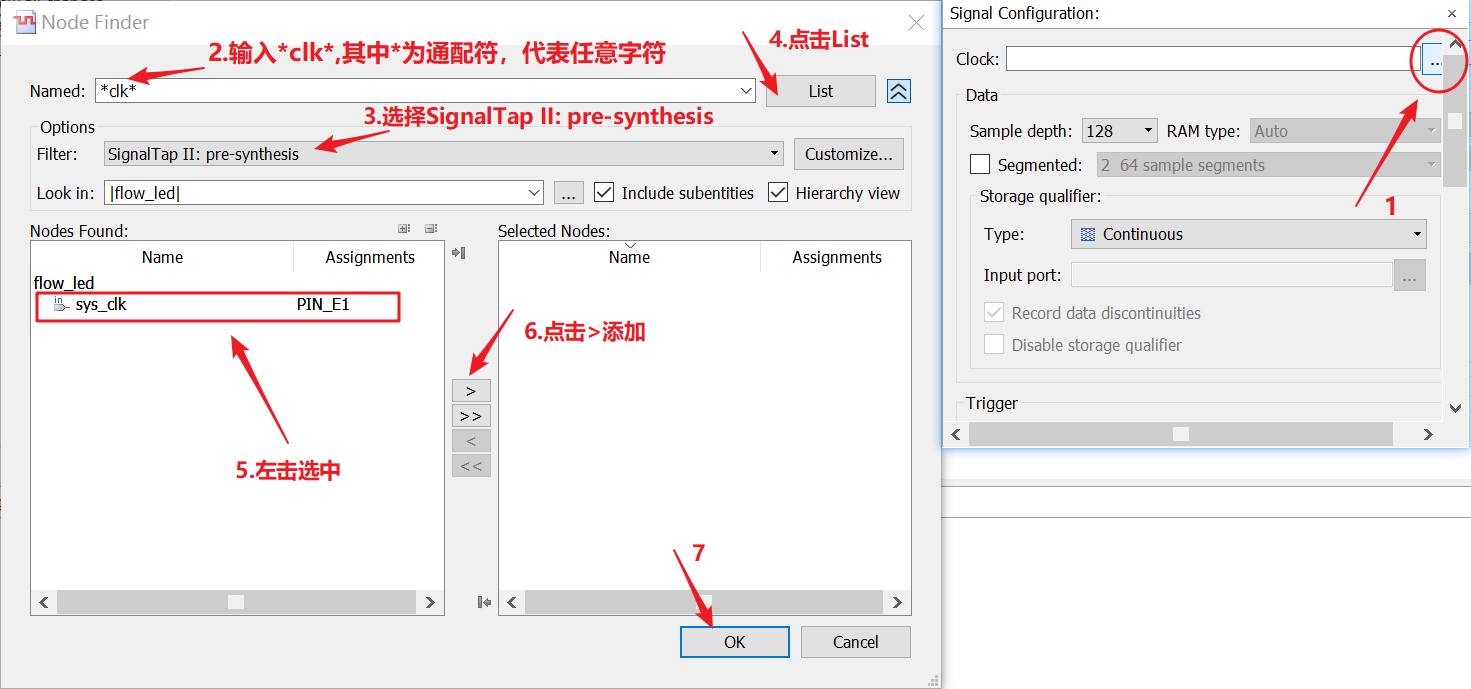 Node Finder
2.输入*clk*,其中*为通配符，代表任意字符
4.点击List
Named:
*clk*
List
3.选择SignalTap II: pre-synthesis
Options
Filter:
SignalTap II: pre-synthesis
Customize...
Look in:
|flow_led|
...
Include subentities
Hierarchy view
Nodes Found:
Name
Assignments
flow_led
in
sys_clk
PIN_E1
5.左击选中
6.点击>添加
>
>>
<
<<
Selected Nodes:
Name
Assignments
7
OK
Cancel
Signal Configuration:
Clock:
...
Data
Sample depth:
128
RAM type:
Auto
Segmented:
2 64 sample segments
1
Storage qualifier:
Type:
Continuous
Input port:
...
Record data discontinuities
Disable storage qualifier
Trigger